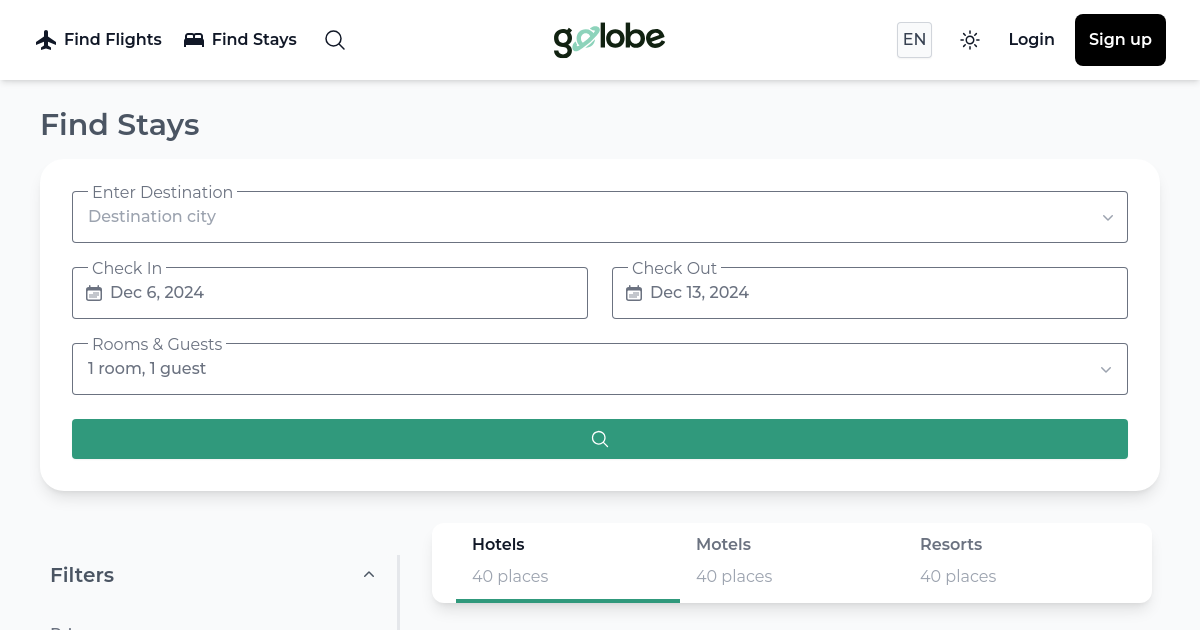 Find Flights
Find Stays
golobe
EN
Login
Sign up
Find Stays
Enter Destination
Destination city
Check In
Dec 6, 2024
Check Out
Dec 13, 2024
Rooms & Guests
1 room, 1 guest
Filters
Hotels
40 places
Motels
40 places
Resorts
40 places